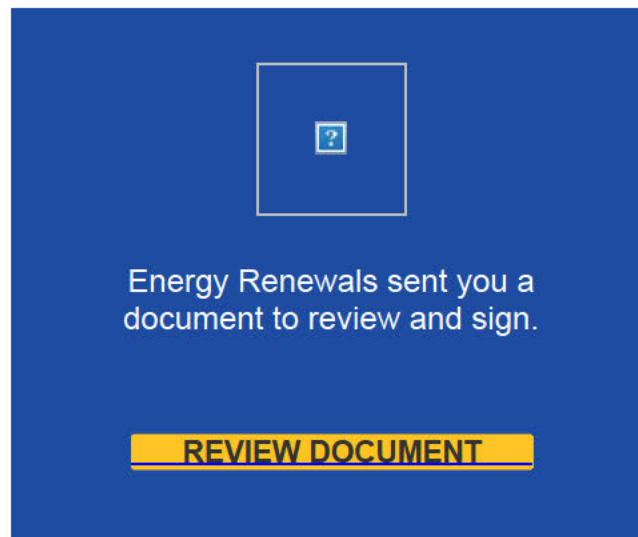 Energy Renewals sent you a
document to review and sign.
REVIEW DOCUMENT